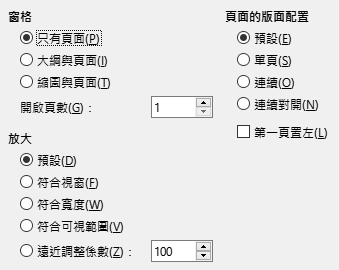 窗格
只有頁面(P)
大綱與頁面(I)
縮圖與頁面(T)
開啟頁數(G)： 1
放大
預設(D)
符合視窗(F)
符合寬度(W)
符合可視範圍(V)
遠近調整係數(Z)： 100
頁面的版面配置
預設(E)
單頁(S)
連續(O)
連續對開(N)
第一頁置左(L)